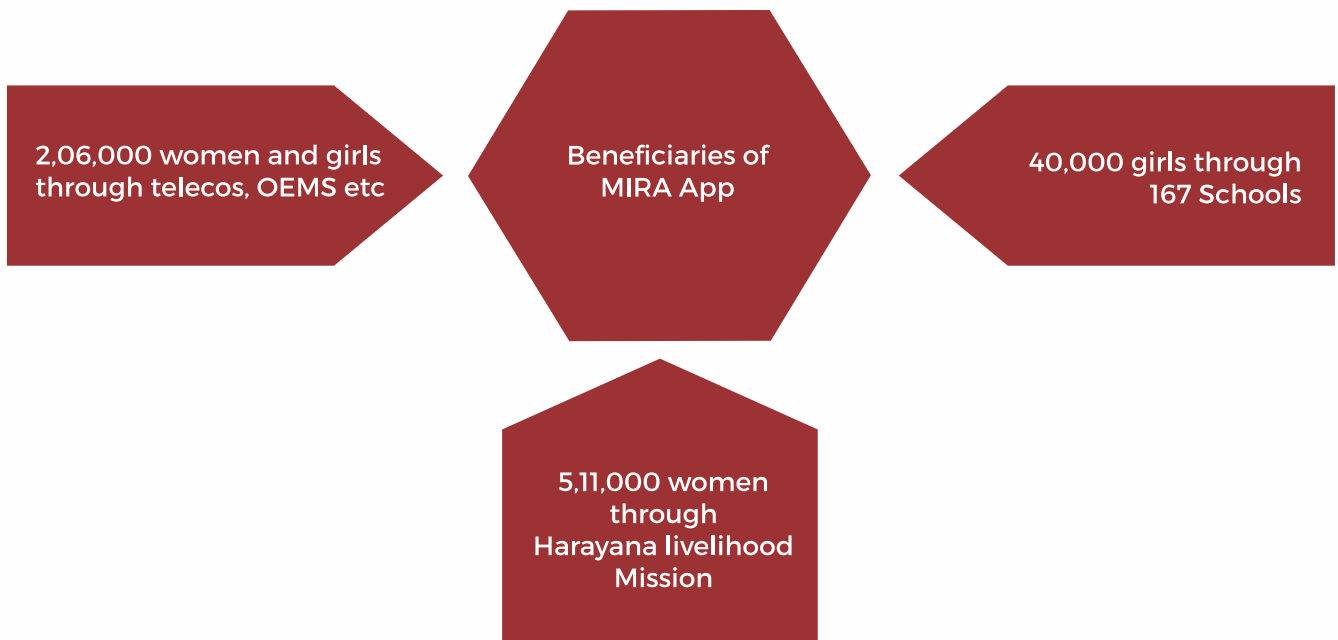 2,06,000 women and girls
through telecos, OEMS etc
Beneficiaries of
MIRA App
40,000 girls through
167 Schools
5,11,000 women
through
Harayana livelihood
Mission